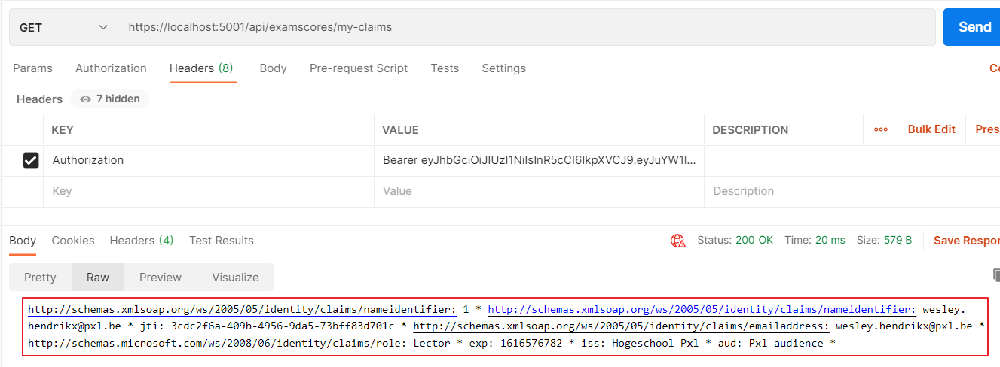 GET https://localhost:5001/api/examscores/my-claims Send
Params Authorization Headers (8) Body Pre-request Script Tests Settings
Headers 7 hidden
KEY VALUE DESCRIPTION Bulk Edit
Authorization Bearer eyJhbGciOiJIUzI1NiIsInR5cCI6IkpXVCJ9.eyJuYW1l...
Key Value Description
Body Cookies Headers (4) Test Results Status: 200 OK Time: 20 ms Size: 579 B Save
Pretty Raw Preview Visualize
http://schemas.xmlsoap.org/ws/2005/05/identity/claims/nameidentifier: 1 * http://schemas.xmlsoap.org/ws/2005/05/identity/claims/nameidentifier: wesley.
hendrikx@pxl.be * jti: 3cdc2f6a-409b-4956-9da5-73bff83d701c * http://schemas.xmlsoap.org/ws/2005/05/identity/claims/emailaddress: wesley.hendrikx@pxl.be *
http://schemas.microsoft.com/ws/2008/06/identity/claims/role: Lector * exp: 1616576782 * iss: Hogeschool Pxl * aud: Pxl audience *